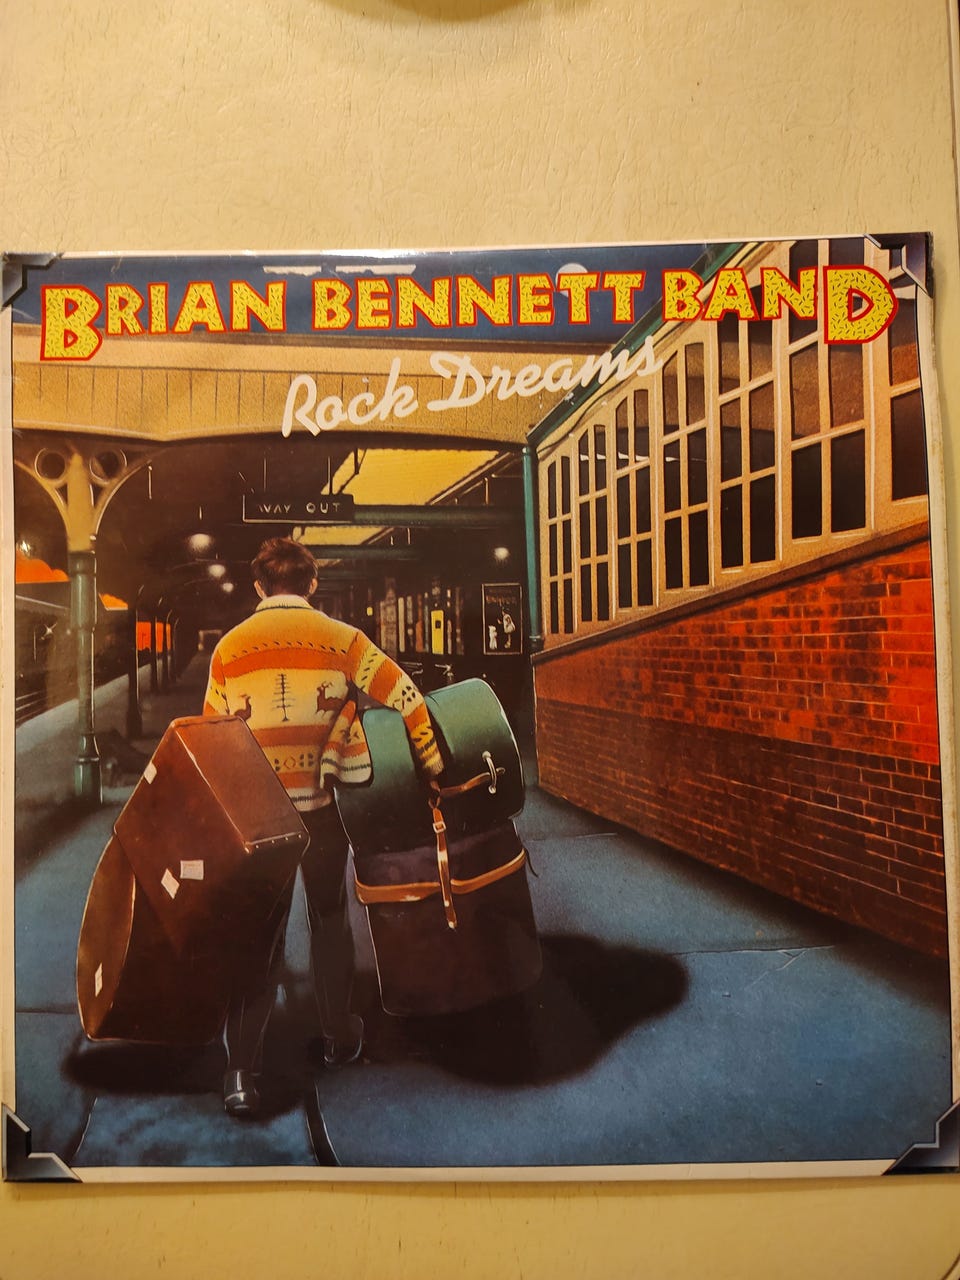 BRIAN BENNETT BAND
Rock Dreams
WAY OUT